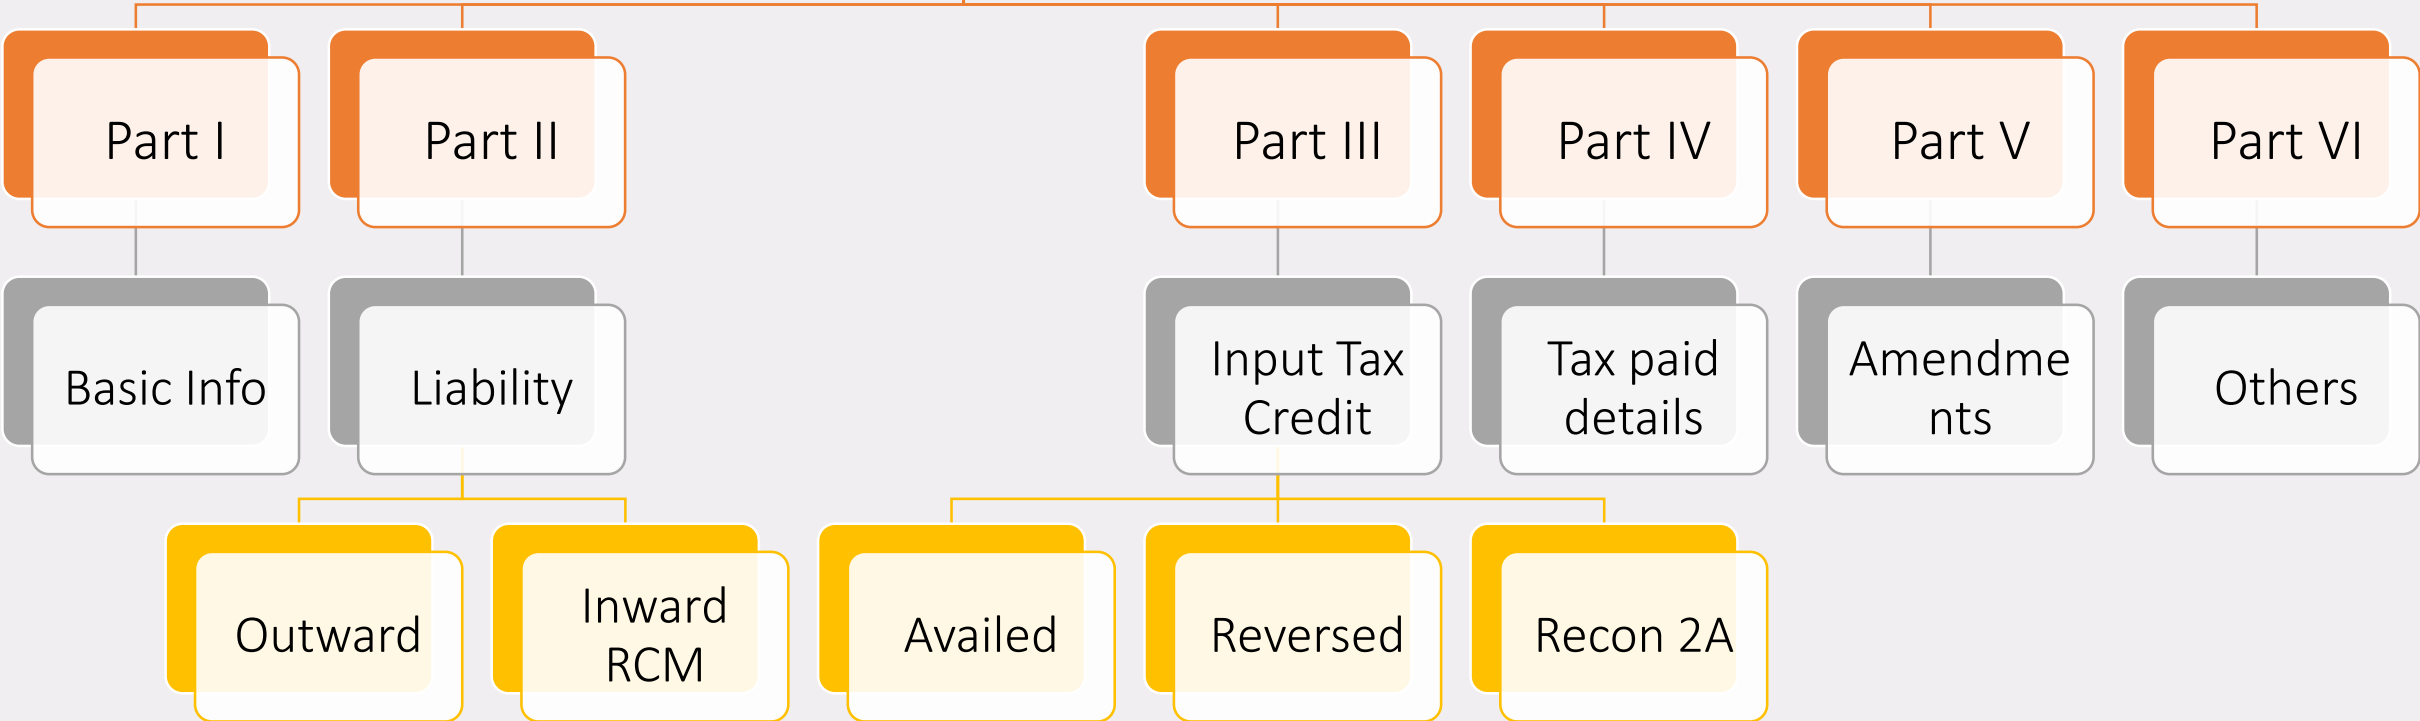 Part I
Part II
Part III
Part IV
Part V
Part VI
Basic Info
Liability
Input Tax
Credit
Tax paid
details
Amendme
nts
Others
Outward
Inward
RCM
Availed
Reversed
Recon 2A